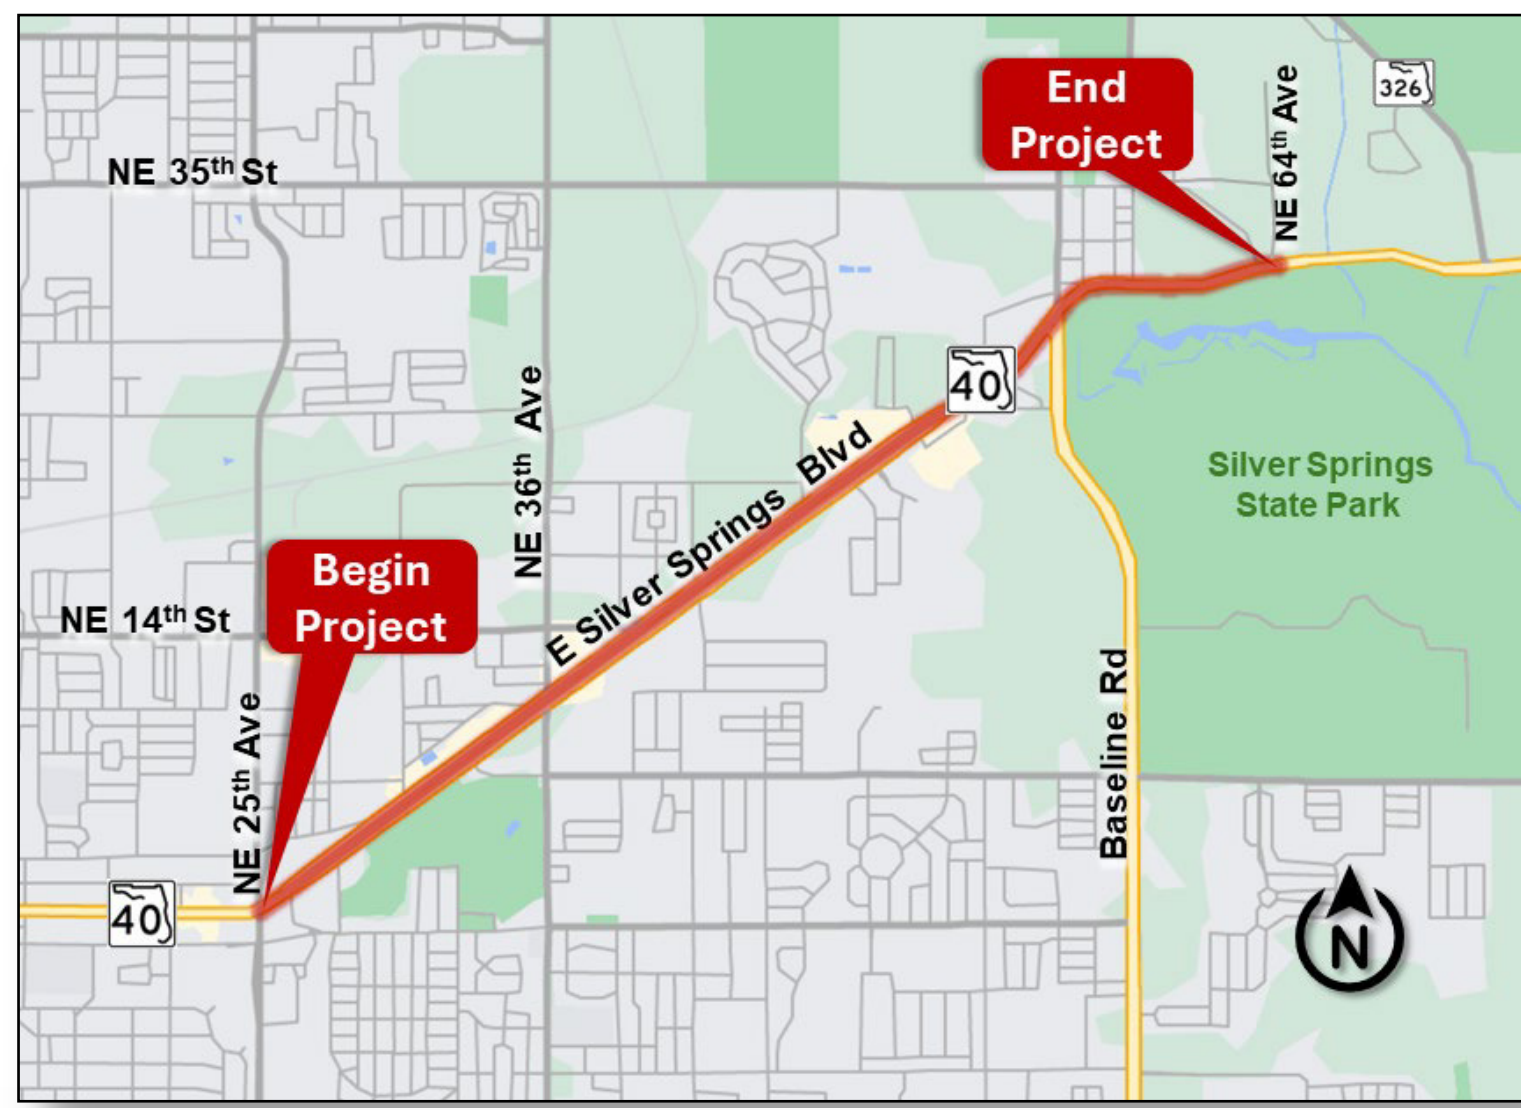 End
Project
NE 64th Ave
326
NE 35th St
40
NE 36th Ave
E Silver Springs Blvd
Silver Springs
State Park
Begin
Project
NE 14th St
NE 25th Ave
Baseline Rd
40
N